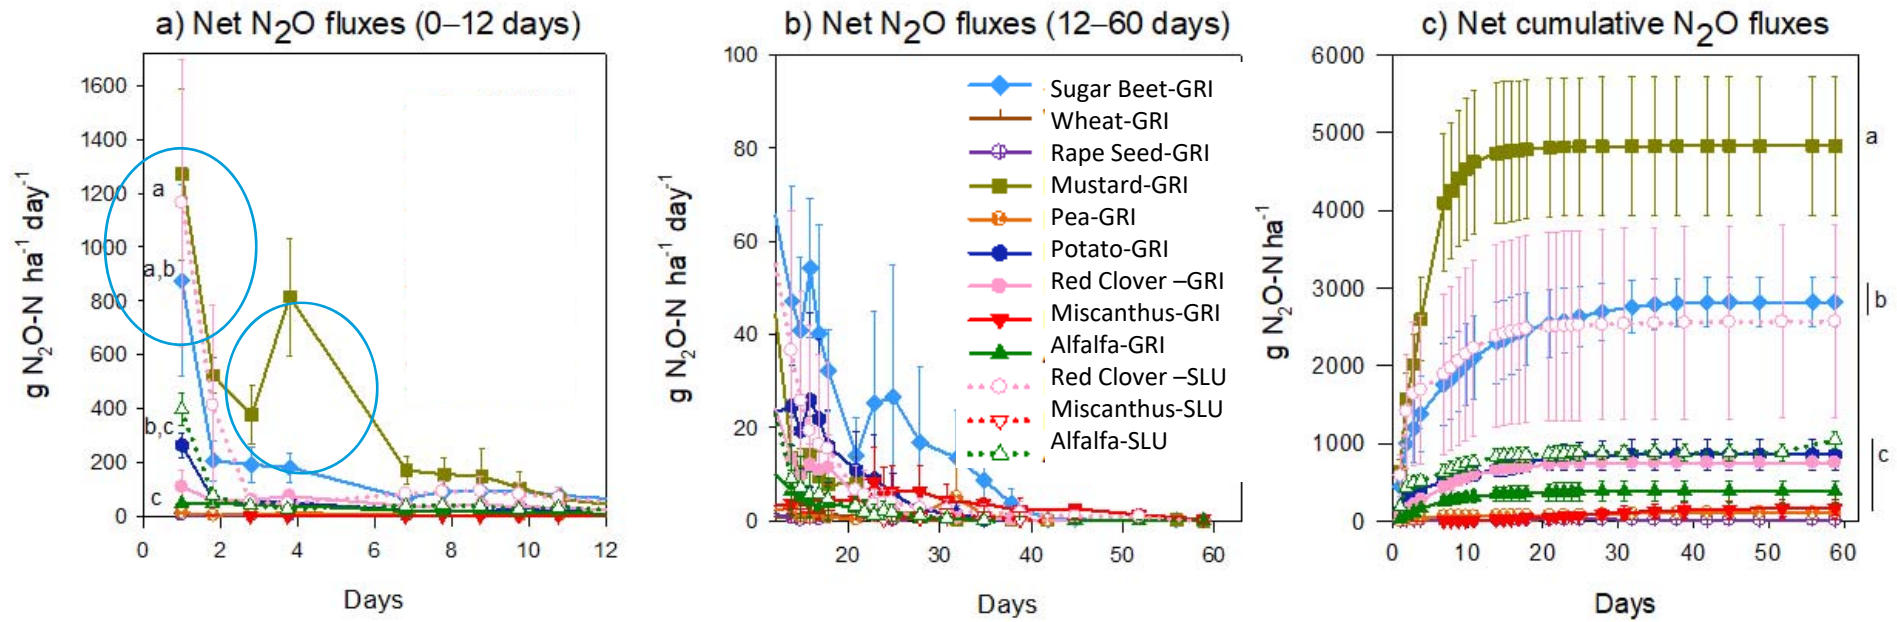 a) Net N2O fluxes (0–12 days)
g N2O-N ha-1 day-1
1600
1400
1200
1000
800
600
400
200
0
a
a,b
b,c
c
0 2 4 6 8 10 12
Days
b) Net N2O fluxes (12–60 days)
g N2O-N ha-1 day-1
100
80
60
40
20
0
Sugar Beet-GRI
Wheat-GRI
Rape Seed-GRI
Mustard-GRI
Pea-GRI
Potato-GRI
Red Clover –GRI
Miscanthus-GRI
Alfalfa-GRI
Red Clover –SLU
Miscanthus-SLU
Alfalfa-SLU
20 30 40 50 60
Days
c) Net cumulative N2O fluxes
g N2O-N ha-1
6000
5000
4000
3000
2000
1000
0
a
b
c
0 10 20 30 40 50 60
Days